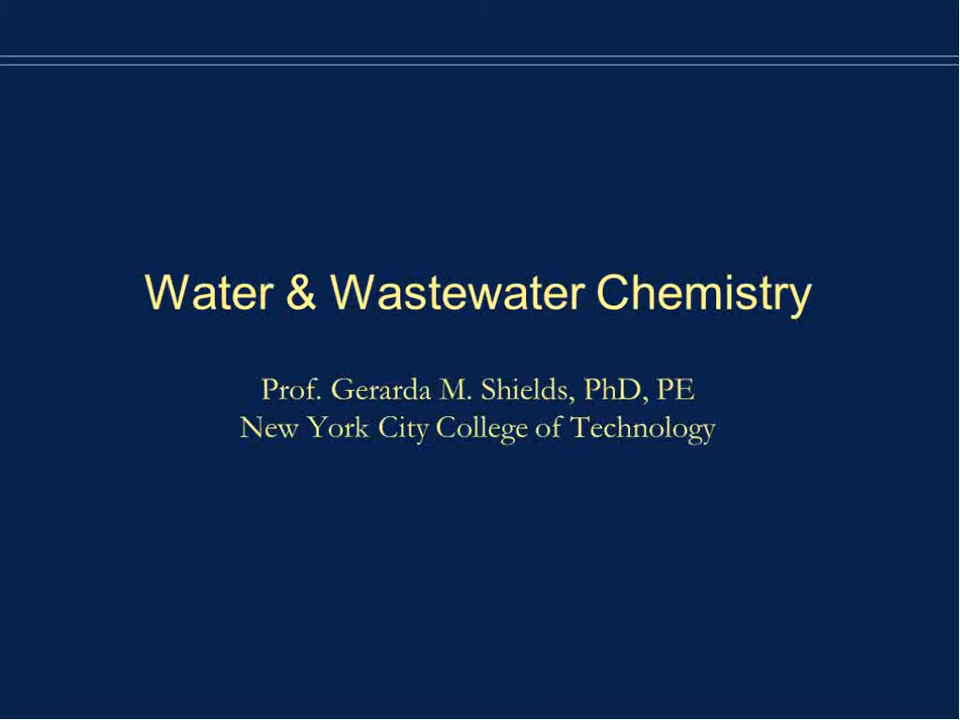 Water & Wastewater Chemistry
Prof. Gerarda M. Shields, PhD, PE
New York City College of Technology